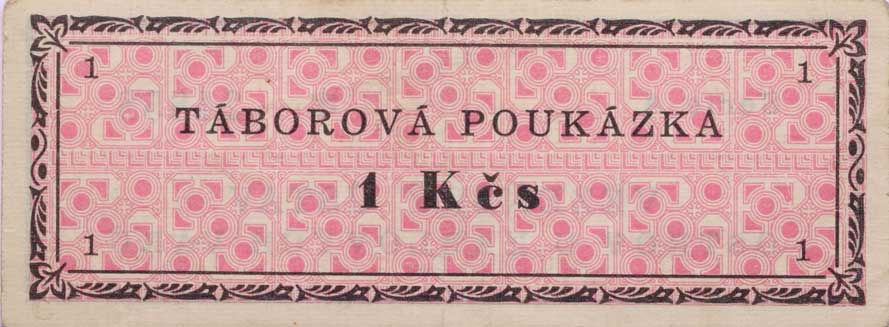 1 1
TÁBOROVÁ POUKÁZKA
1 Kčs
1 1